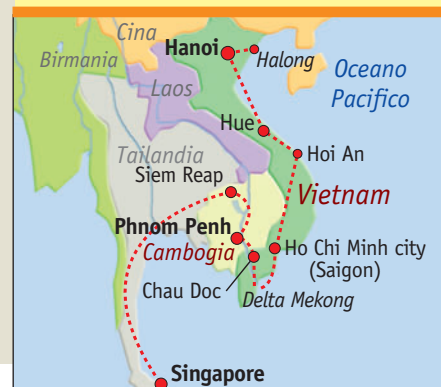 Cina
Hanoi
Halong
Birmania
Laos
Oceano
Pacifico
Hue
Hoi An
Tailandia
Siem Reap
Vietnam
Phnom Penh
Cambogia
Ho Chi Minh city
(Saigon)
Chau Doc
Delta Mekong
Singapore